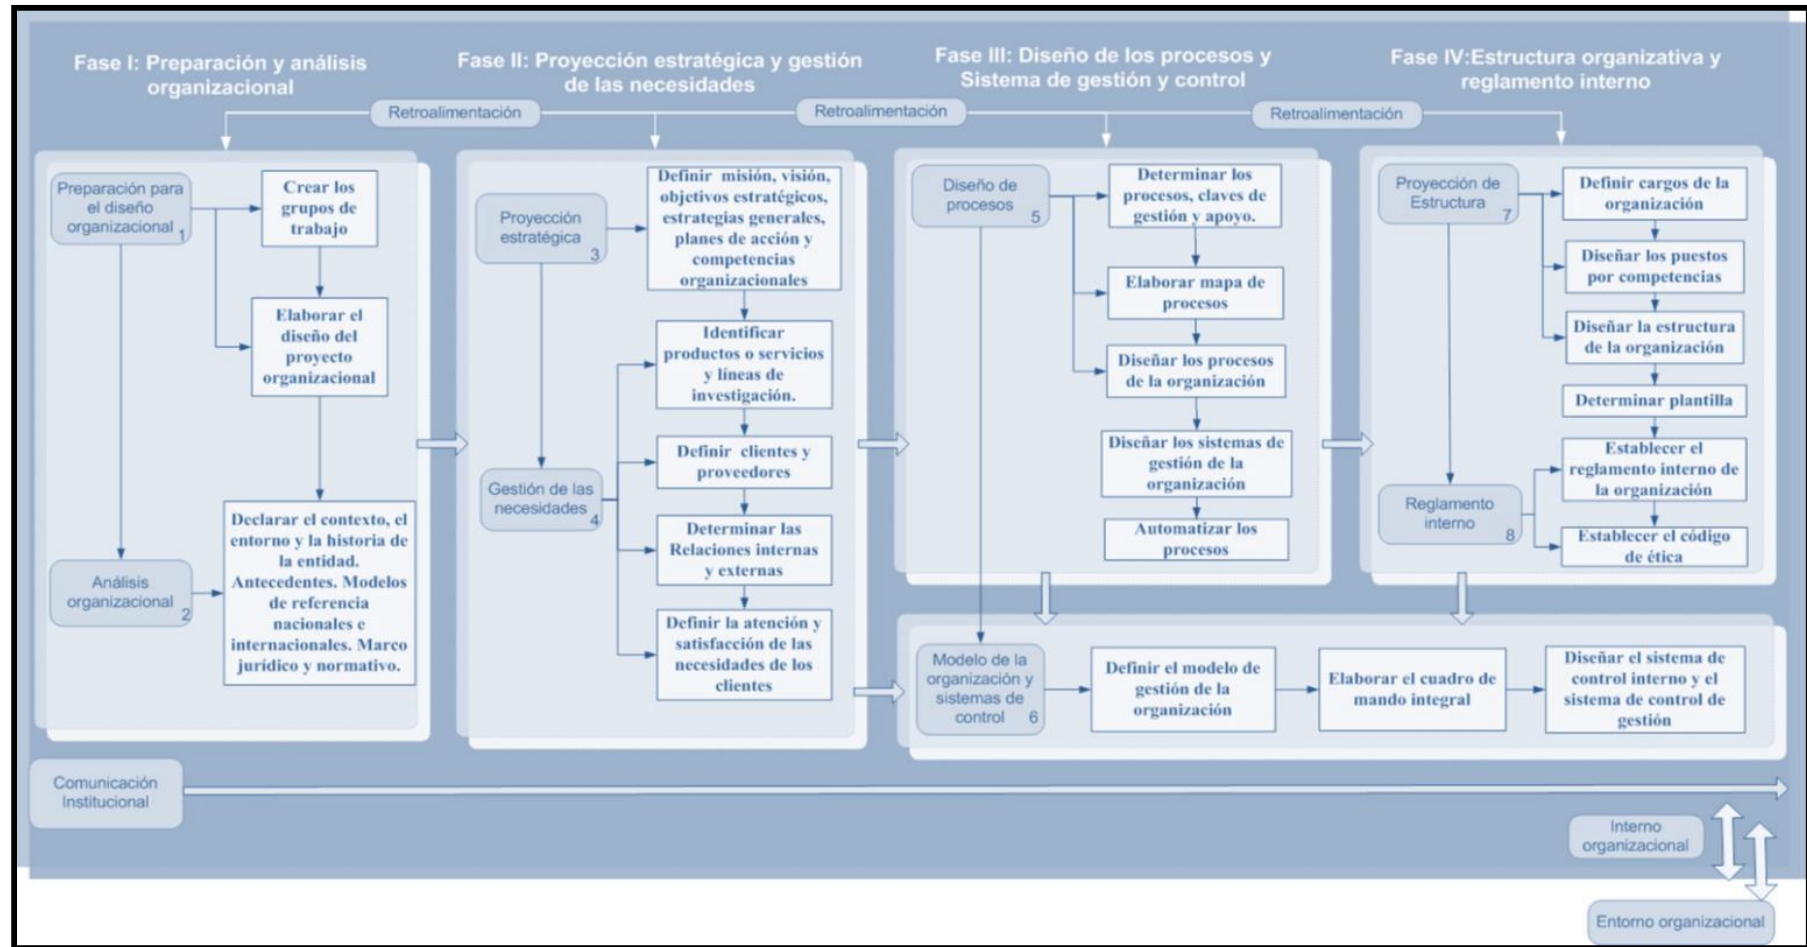 Fase I: Preparación y análisis
organizacional
Fase II: Proyección estratégica y gestión
de las necesidades
Fase III: Diseño de los procesos y
Sistema de gestión y control
Fase IV:Estructura organizativa y
reglamento interno
Retroalimentación
Retroalimentación
Retroalimentación
Preparación para
el diseño
organizacional 1
Crear los
grupos de
trabajo
Elaborar el
diseño del
proyecto
organizacional
Análisis
organizacional 2
Declarar el contexto, el
entorno y la historia de
la entidad.
Antecedentes. Modelos
de referencia
nacionales e
internacionales. Marco
jurídico y normativo.
Proyección
estratégica 3
Definir misión, visión,
objetivos estratégicos,
estrategias generales,
planes de acción y
competencias
organizacionales
Identificar
productos o servicios
y líneas de
investigación.
Gestión de las
necesidades 4
Definir clientes y
proveedores
Determinar las
Relaciones internas
y externas
Definir la atención y
satisfacción de las
necesidades de los
clientes
Diseño de
procesos 5
Determinar los
procesos, claves de
gestión y apoyo.
Elaborar mapa de
procesos
Diseñar los procesos
de la organización
Diseñar los sistemas de
gestión de la
organización
Automatizar los
procesos
Proyección de
Estructura 7
Definir cargos de la
organización
Diseñar los puestos
por competencias
Diseñar la estructura
de la organización
Determinar plantilla
Reglamento
interno 8
Establecer el
reglamento interno de
la organización
Establecer el código
de ética
Modelo de la
organización y
sistemas de
control 6
Definir el modelo de
gestión de la
organización
Elaborar el cuadro de
mando integral
Diseñar el sistema de
control interno y el
sistema de control de
gestión
Comunicación
Institucional
Interno
organizacional
Entorno organizacional